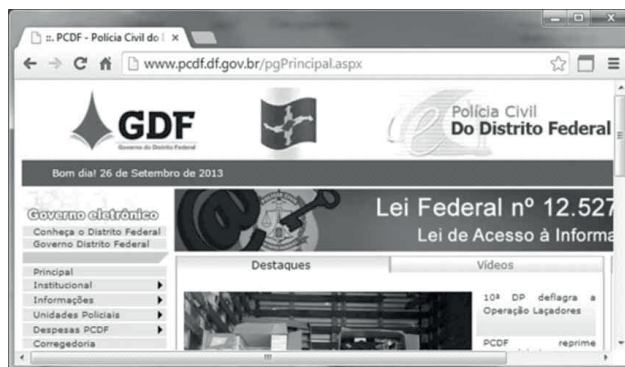 ::. PCDF - Polícia Civil do
www.pcdf.df.gov.br/pgPrincipal.aspx
GDF
Governo do Distrito Federal
Polícia Civil
Do Distrito Federal
Bom dia! 26 de Setembro de 2013
Governo eletrônico
Conheça o Distrito Federal
Governo Distrito Federal
Principal
Institucional
Informações
Unidades Policiais
Despesas PCDF
Corregedoria
Lei Federal nº 12.527
Lei de Acesso à Informa
Destaques
Vídeos
10ª DP deflagra a
Operação Laçadores
PCDF reprime